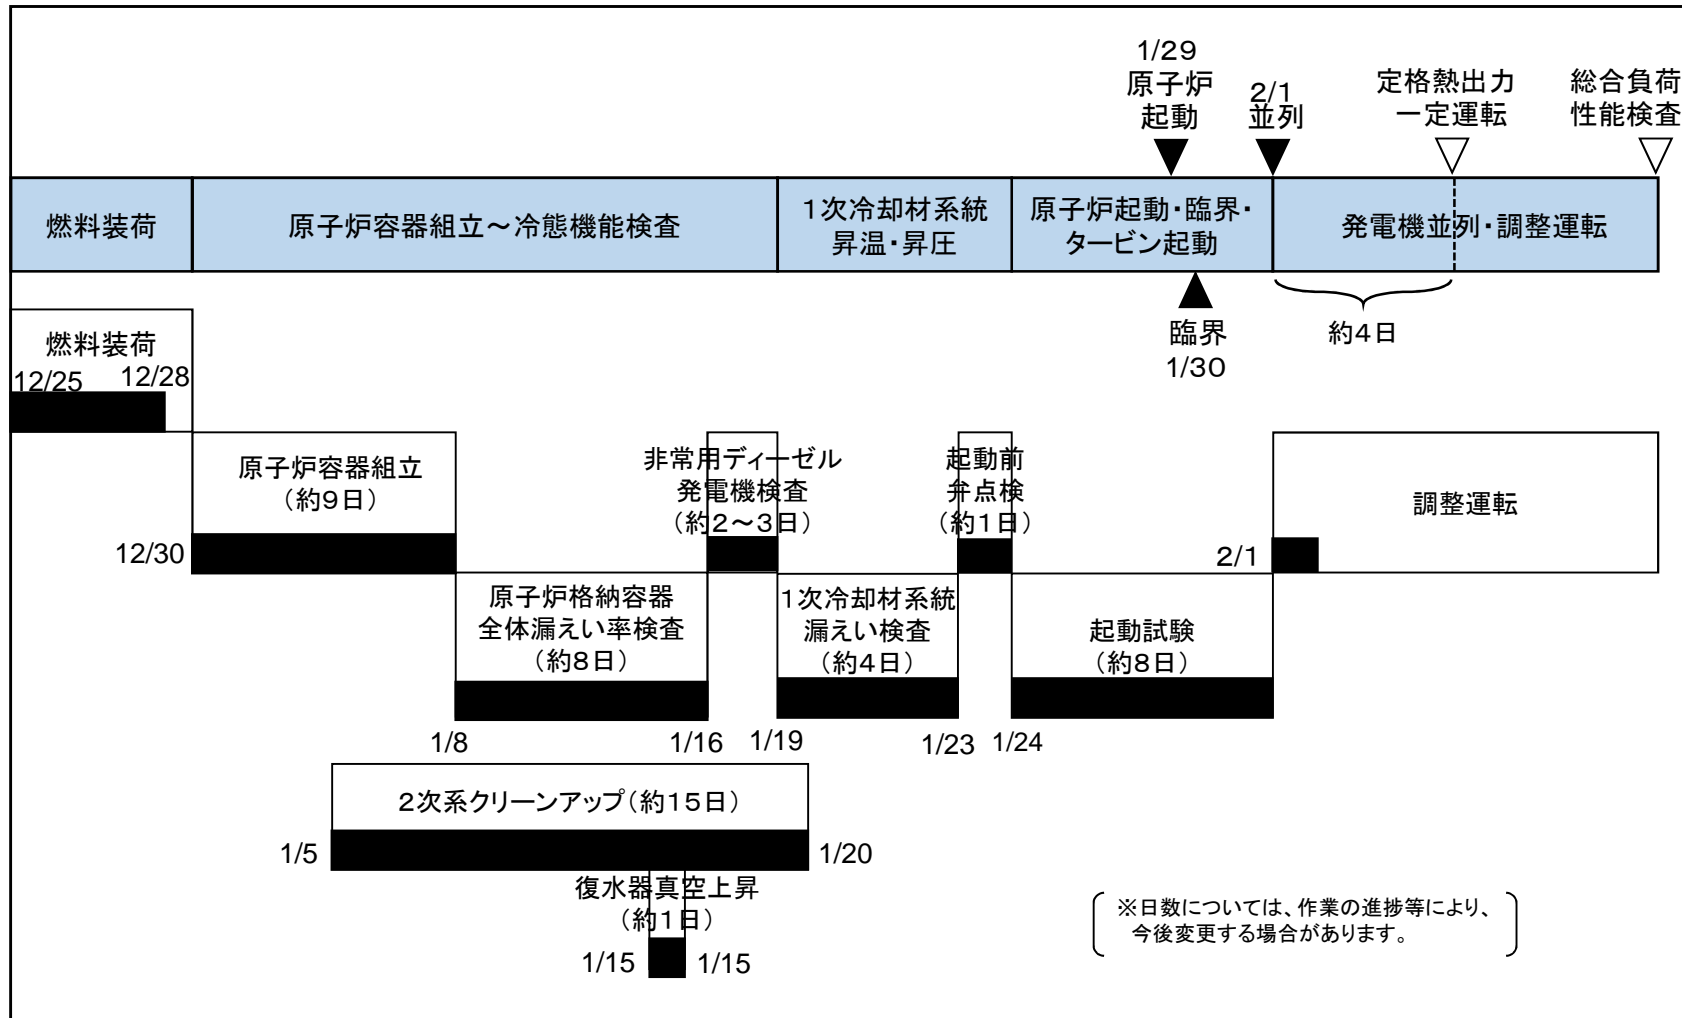 1/29
原子炉
起動
2/1
並列
定格熱出力
一定運転
総合負荷
性能検査
燃料装荷
原子炉容器組立～冷態機能検査
1次冷却材系統
昇温・昇圧
原子炉起動・臨界・
タービン起動
発電機並列・調整運転
臨界
1/30
約4日
燃料装荷
12/25
12/28
原子炉容器組立
（約9日）
12/30
非常用ディーゼル
発電機検査
（約2～3日）
起動前
弁点検
（約1日）
調整運転
2/1
原子炉格納容器
全体漏えい率検査
（約8日）
1次冷却材系統
漏えい検査
（約4日）
起動試験
（約8日）
1/8
1/16
1/19
1/23
1/24
2次系クリーンアップ（約15日）
1/5
1/20
復水器真空上昇
（約1日）
1/15
1/15
※日数については、作業の進捗等により、
今後変更する場合があります。